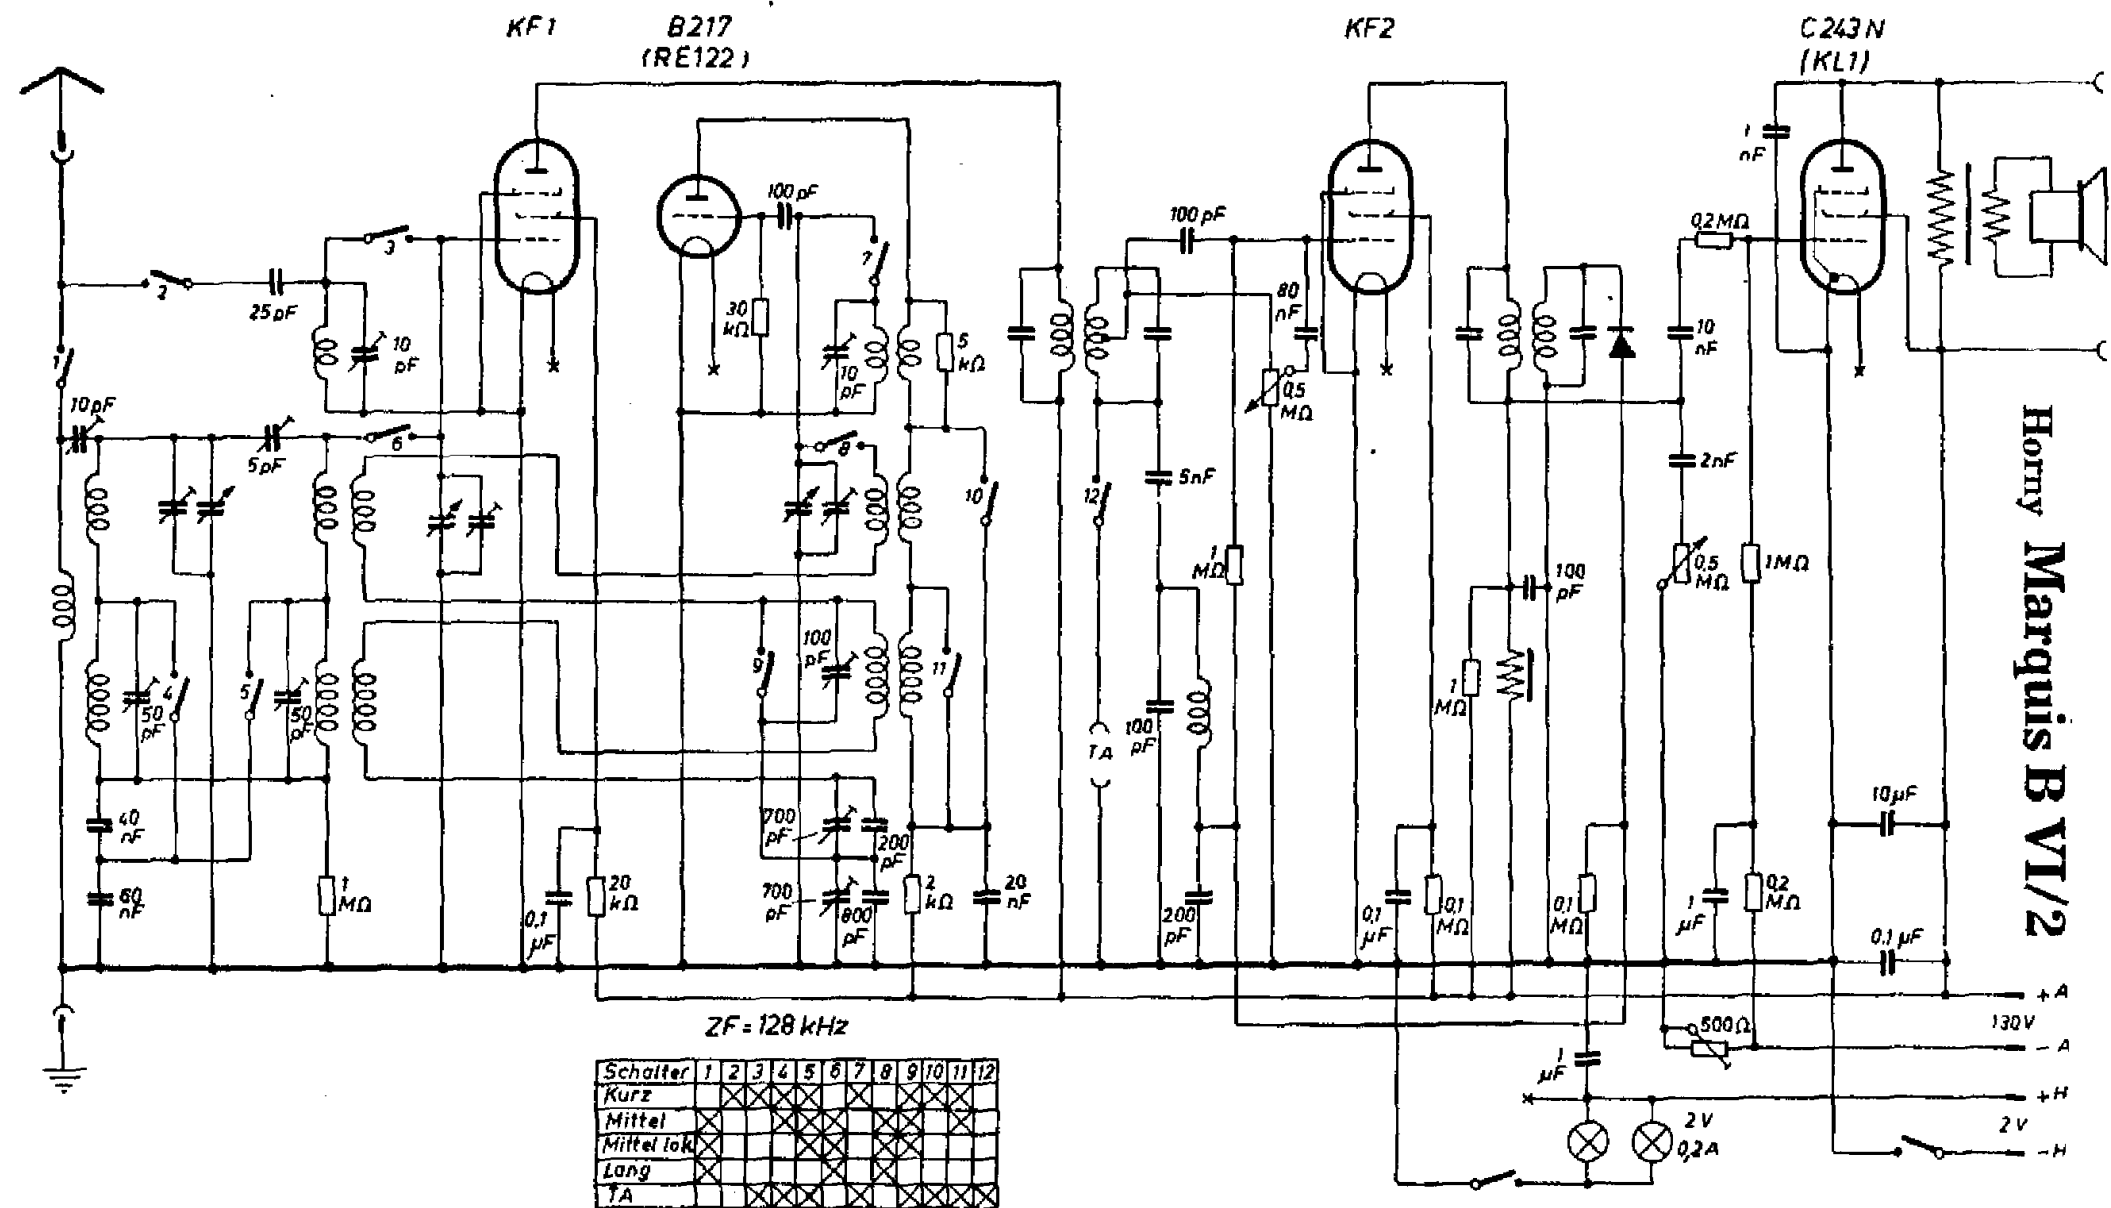 KF1
B217
(RE122)
KF2
C243N
(KL1)
1
nF
100 pF
100 pF
0,2 MΩ
3
7
2
25 pF
30
kΩ
80
nF
10
pF
10
pF
5
kΩ
10
nF
1
0,5
MΩ
10 pF
5 pF
6
8
10
12
5nF
2nF
1
MΩ
0,5
MΩ
1 MΩ
100
pF
100
pF
9
11
4
50
pF
5
50
pF
1
MΩ
100
pF
TA
40
nF
700
pF
200
pF
10 µF
60
nF
1
MΩ
0,1
µF
20
kΩ
700
pF
800
pF
2
kΩ
20
nF
200
pF
0,1
µF
0,1
MΩ
0,1
MΩ
1
µF
0,2
MΩ
0,1 µF
+ A
130V
- A
500Ω
1
µF
+ H
2V
- H
2 V
0,2 A
ZF = 128 kHz
Schalter 1 2 3 4 5 6 7 8 9 10 11 12
Kurz
Mittel
Mittel lok
Lang
TA
Horny Marquis B VI/2